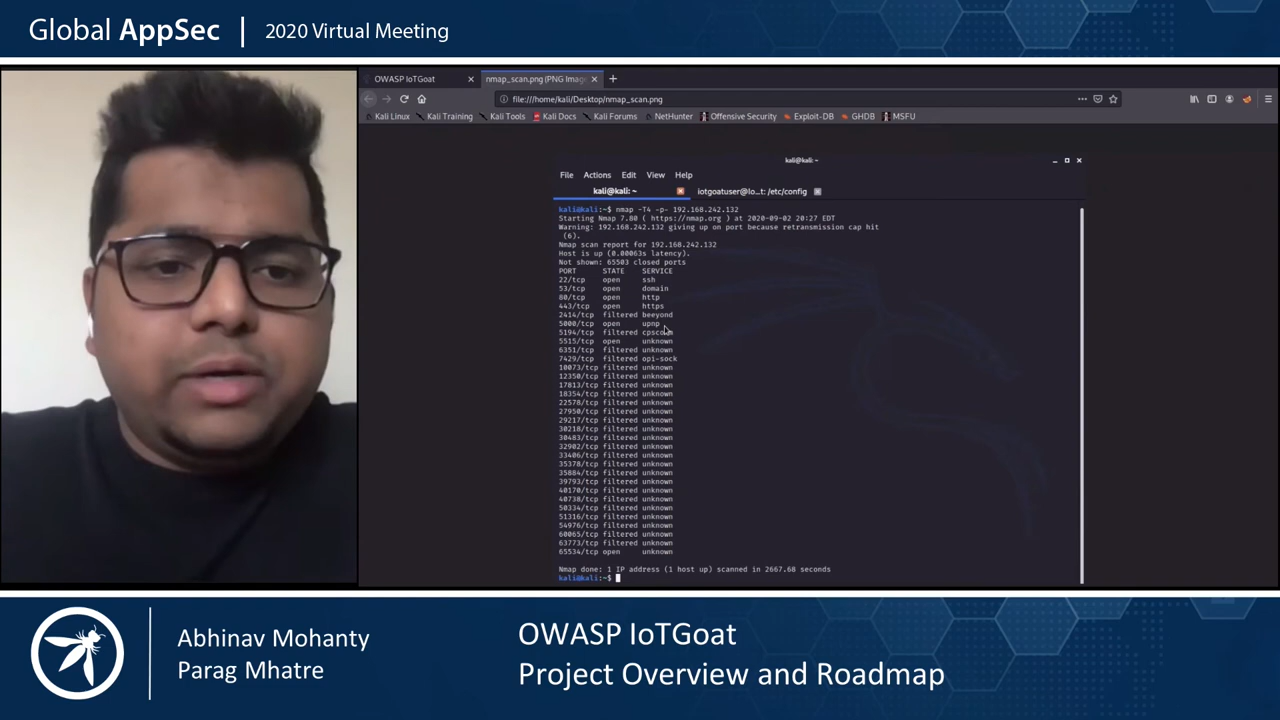 Global AppSec | 2020 Virtual Meeting
OWASP IoTGoat
nmap_scan.png (PNG Imag
file:///home/kali/Desktop/nmap_scan.png
Kali Linux Kali Training Kali Tools Kali Docs Kali Forums NetHunter Offensive Security Exploit-DB GHDB MSFU
kali@kali: ~
File Actions Edit View Help
kali@kali: ~ iotgoatuser@Io...t: /etc/config
kali@kali:~$ nmap -T4 -p- 192.168.242.132
Starting Nmap 7.80 ( https://nmap.org ) at 2020-09-02 20:27 EDT
Warning: 192.168.242.132 giving up on port because retransmission cap hit
(6).
Nmap scan report for 192.168.242.132
Host is up (0.00063s latency).
Not shown: 65503 closed ports
PORT STATE SERVICE
22/tcp open ssh
53/tcp open domain
80/tcp open http
443/tcp open https
2414/tcp filtered beeyond
5000/tcp open upnp
5194/tcp filtered cpscomm
5515/tcp open unknown
6351/tcp filtered unknown
7429/tcp filtered opi-sock
10073/tcp filtered unknown
12350/tcp filtered unknown
17813/tcp filtered unknown
18354/tcp filtered unknown
22578/tcp filtered unknown
27950/tcp filtered unknown
29217/tcp filtered unknown
30218/tcp filtered unknown
30483/tcp filtered unknown
32902/tcp filtered unknown
33406/tcp filtered unknown
35378/tcp filtered unknown
35884/tcp filtered unknown
39793/tcp filtered unknown
40170/tcp filtered unknown
40738/tcp filtered unknown
50334/tcp filtered unknown
51316/tcp filtered unknown
54976/tcp filtered unknown
60065/tcp filtered unknown
63773/tcp filtered unknown
65534/tcp open unknown
Nmap done: 1 IP address (1 host up) scanned in 2667.68 seconds
kali@kali:~$
Abhinav Mohanty
Parag Mhatre
OWASP IoTGoat
Project Overview and Roadmap